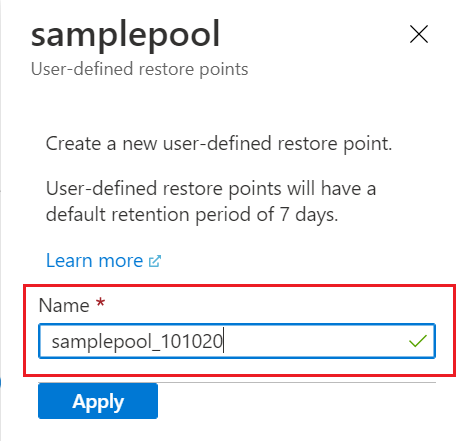 samplepool
User-defined restore points
Create a new user-defined restore point.
User-defined restore points will have a
default retention period of 7 days.
Learn more
Name *
samplepool_101020
Apply